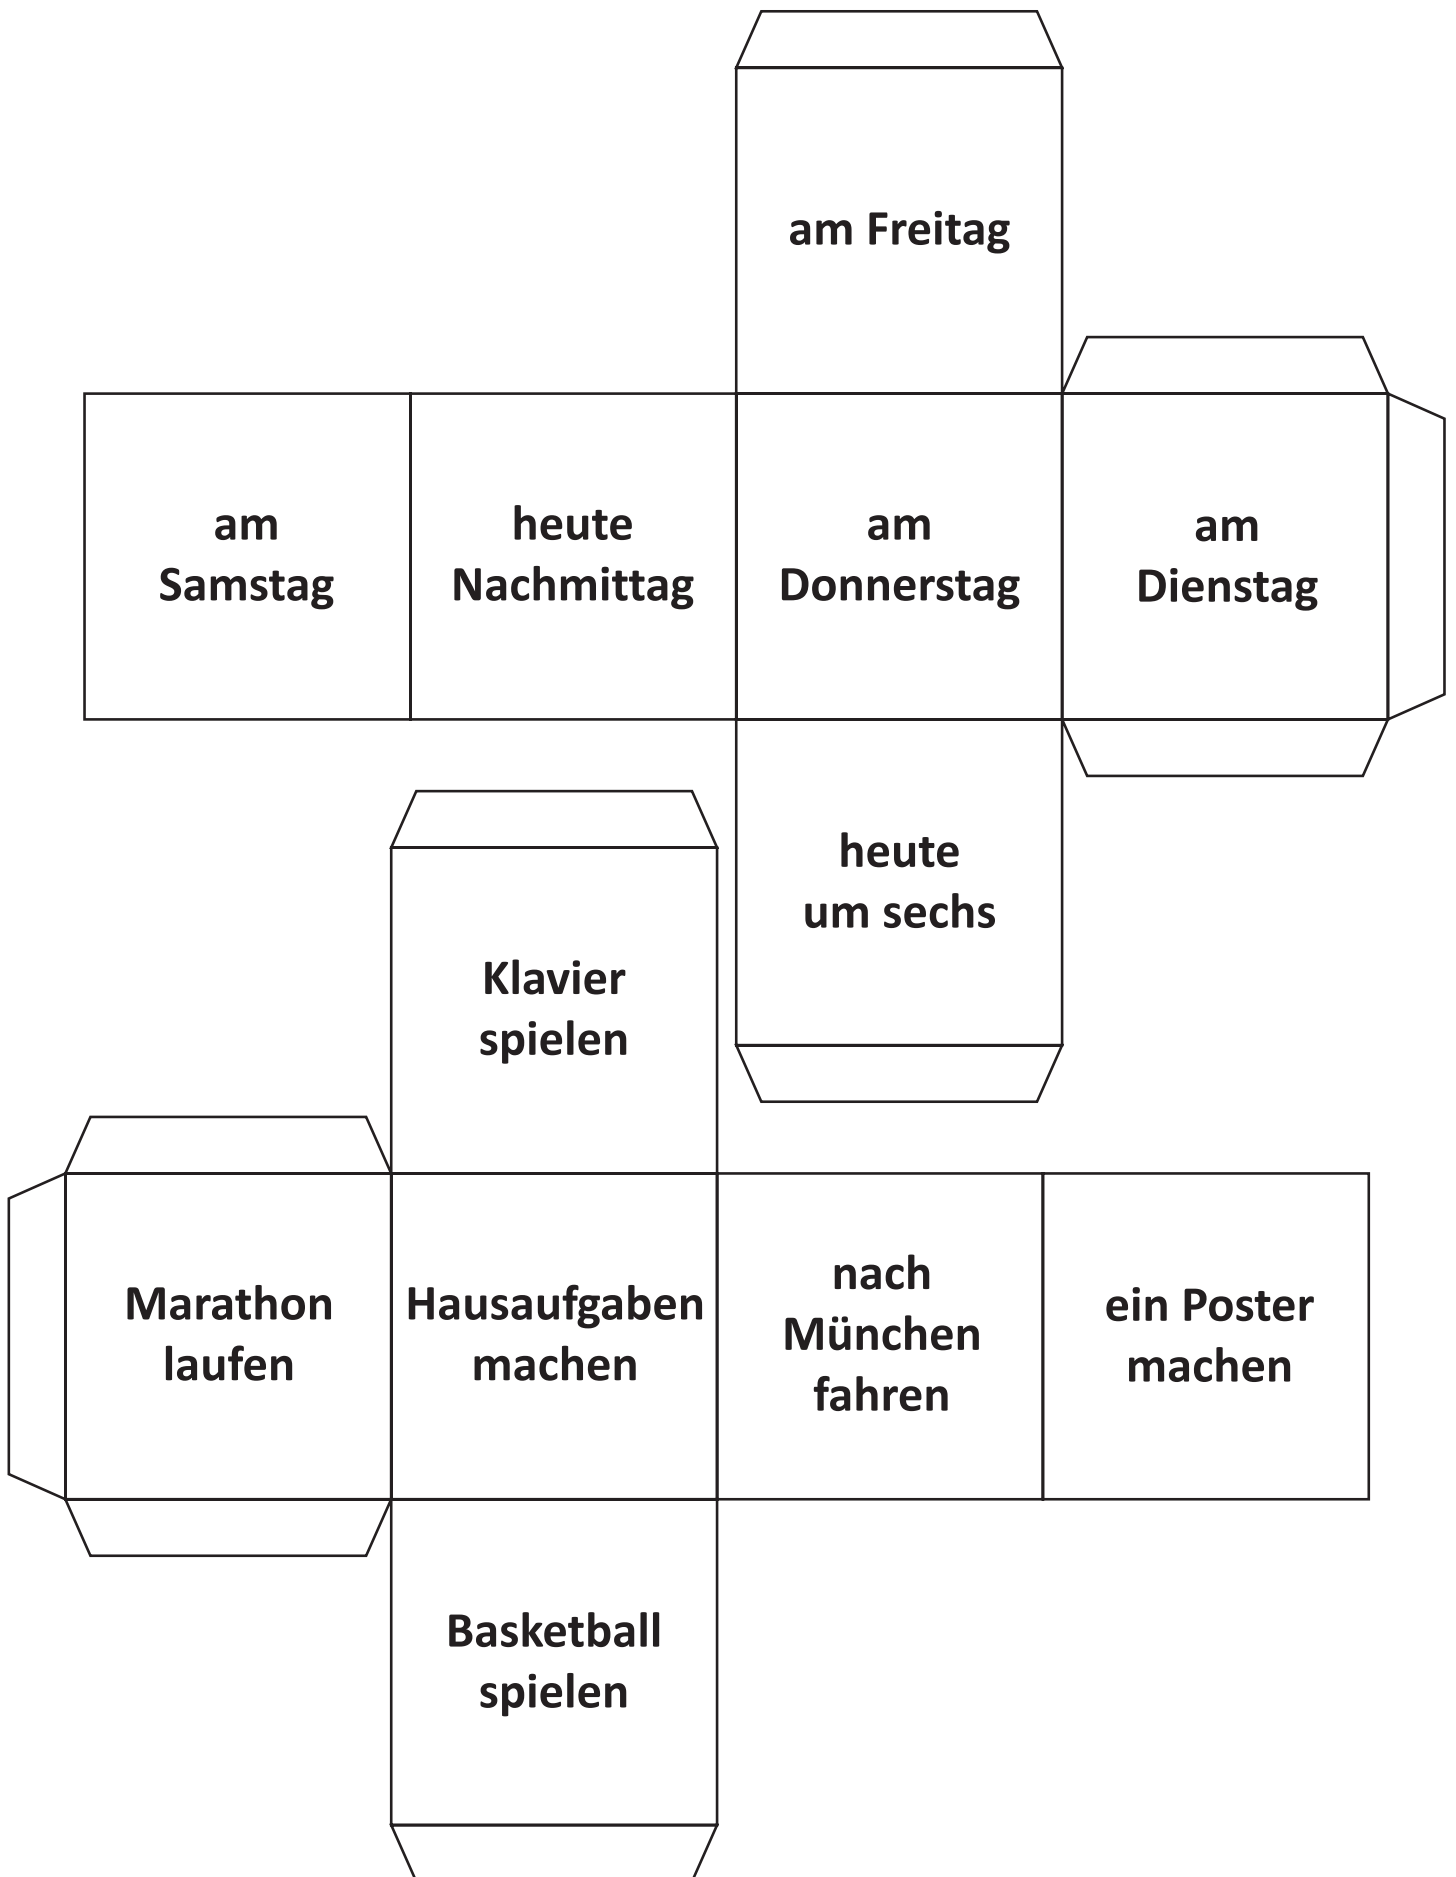 am Freitag
am
Samstag
heute
Nachmittag
am
Donnerstag
am
Dienstag
heute
um sechs
Klavier
spielen
Marathon
laufen
Hausaufgaben
machen
nach
München
fahren
ein Poster
machen
Basketball
spielen